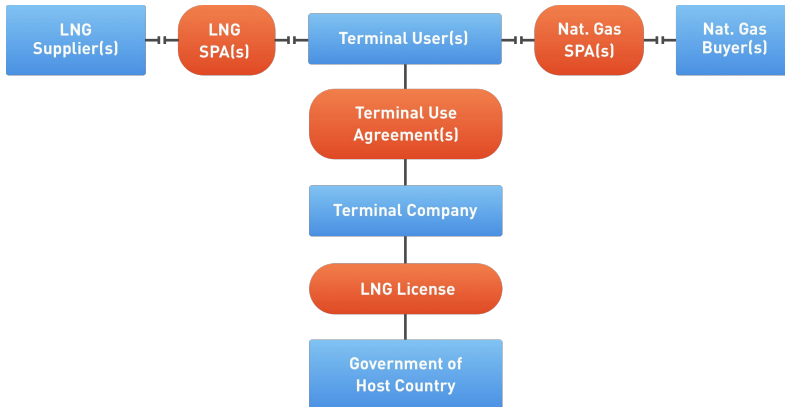 LNG
Supplier(s)
LNG
SPA(s)
Terminal User(s)
Nat. Gas
SPA(s)
Nat. Gas
Buyer(s)
Terminal Use
Agreement(s)
Terminal Company
LNG License
Government of
Host Country